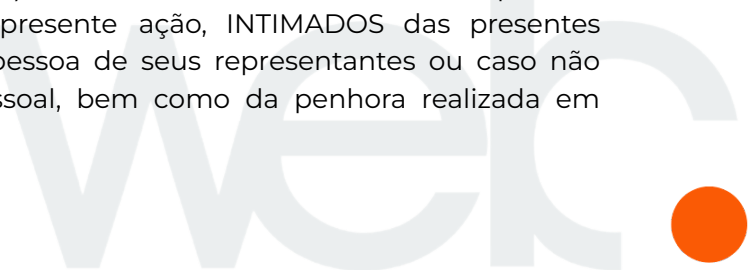 presente ação, INTIMADOS das presentes
pessoa de seus representantes ou caso não
ssoal, bem como da penhora realizada em
web